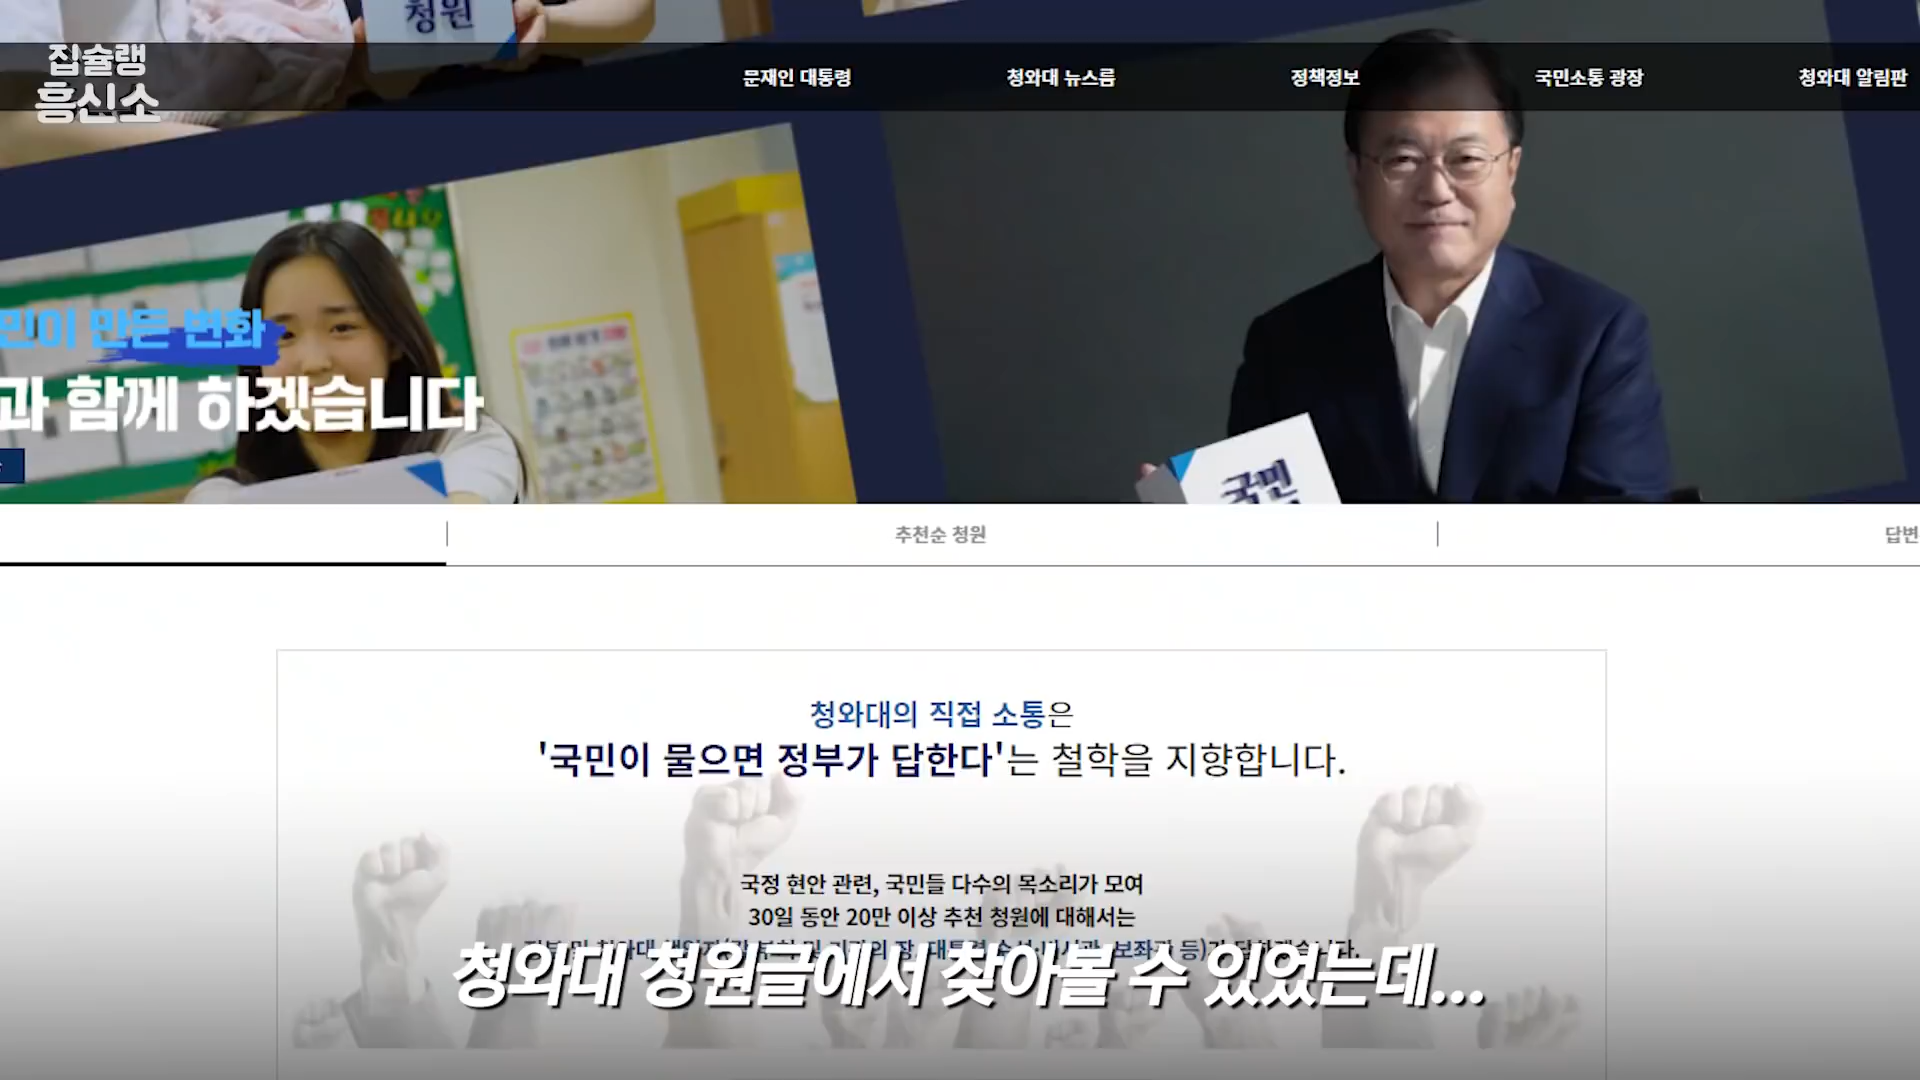 청원
집슐랭
흥신소
문재인 대통령
청와대 뉴스룸
정책정보
국민소통 광장
청와대 알림판
민이 만든 변화
과 함께 하겠습니다
국민
추천순 청원
답변
청와대의 직접 소통은
'국민이 물으면 정부가 답한다'는 철학을 지향합니다.
국정 현안 관련, 국민들 다수의 목소리가 모여
30일 동안 20만 이상 추천 청원에 대해서는
청와대 청원글에서 찾아볼 수 있었는데...